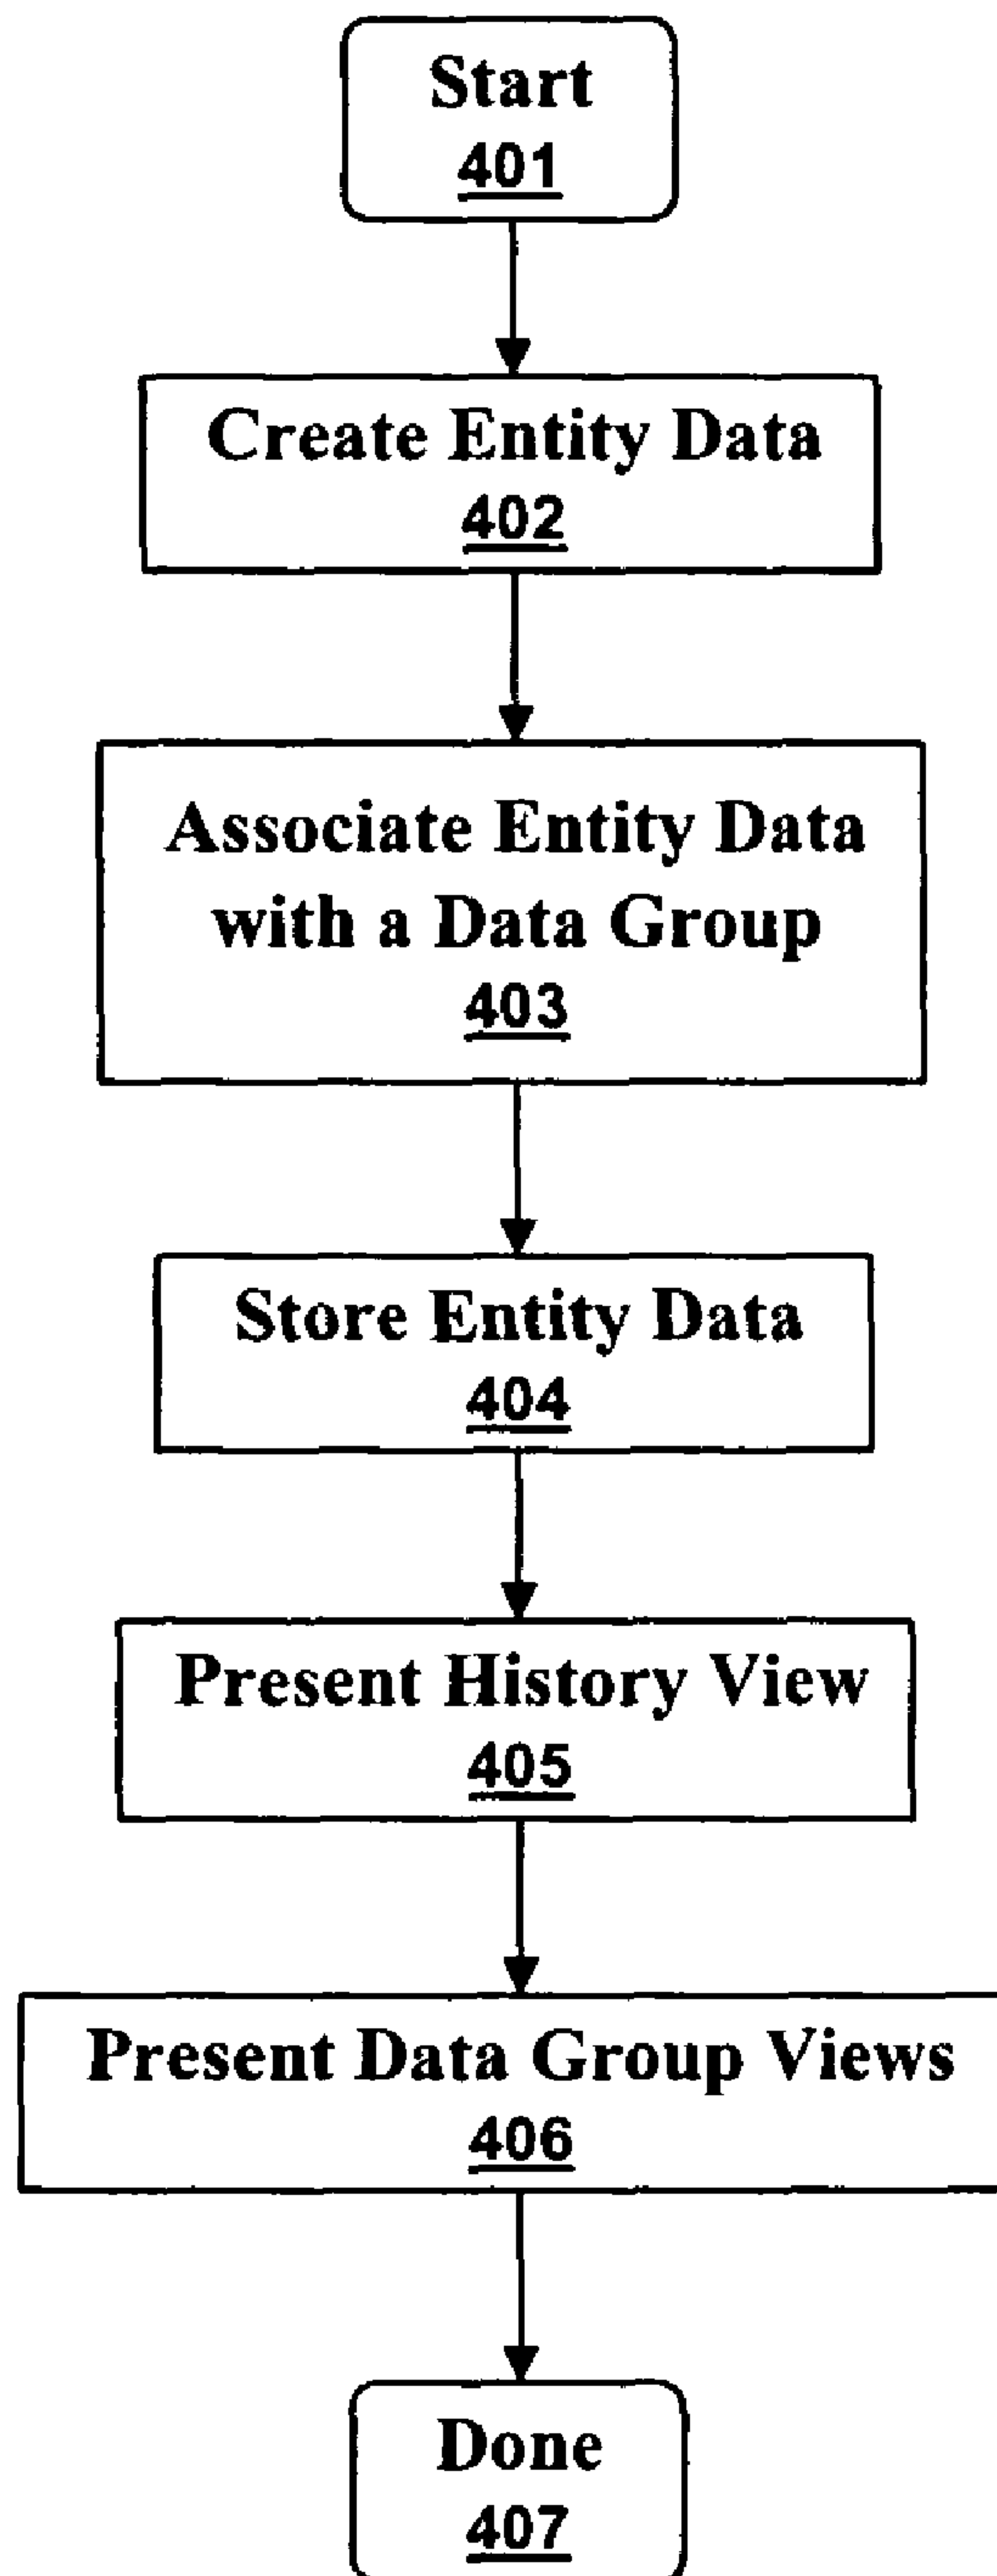 Start
401
Create Entity Data
402
Associate Entity Data
with a Data Group
403
Store Entity Data
404
Present History View
405
Present Data Group Views
406
Done
407